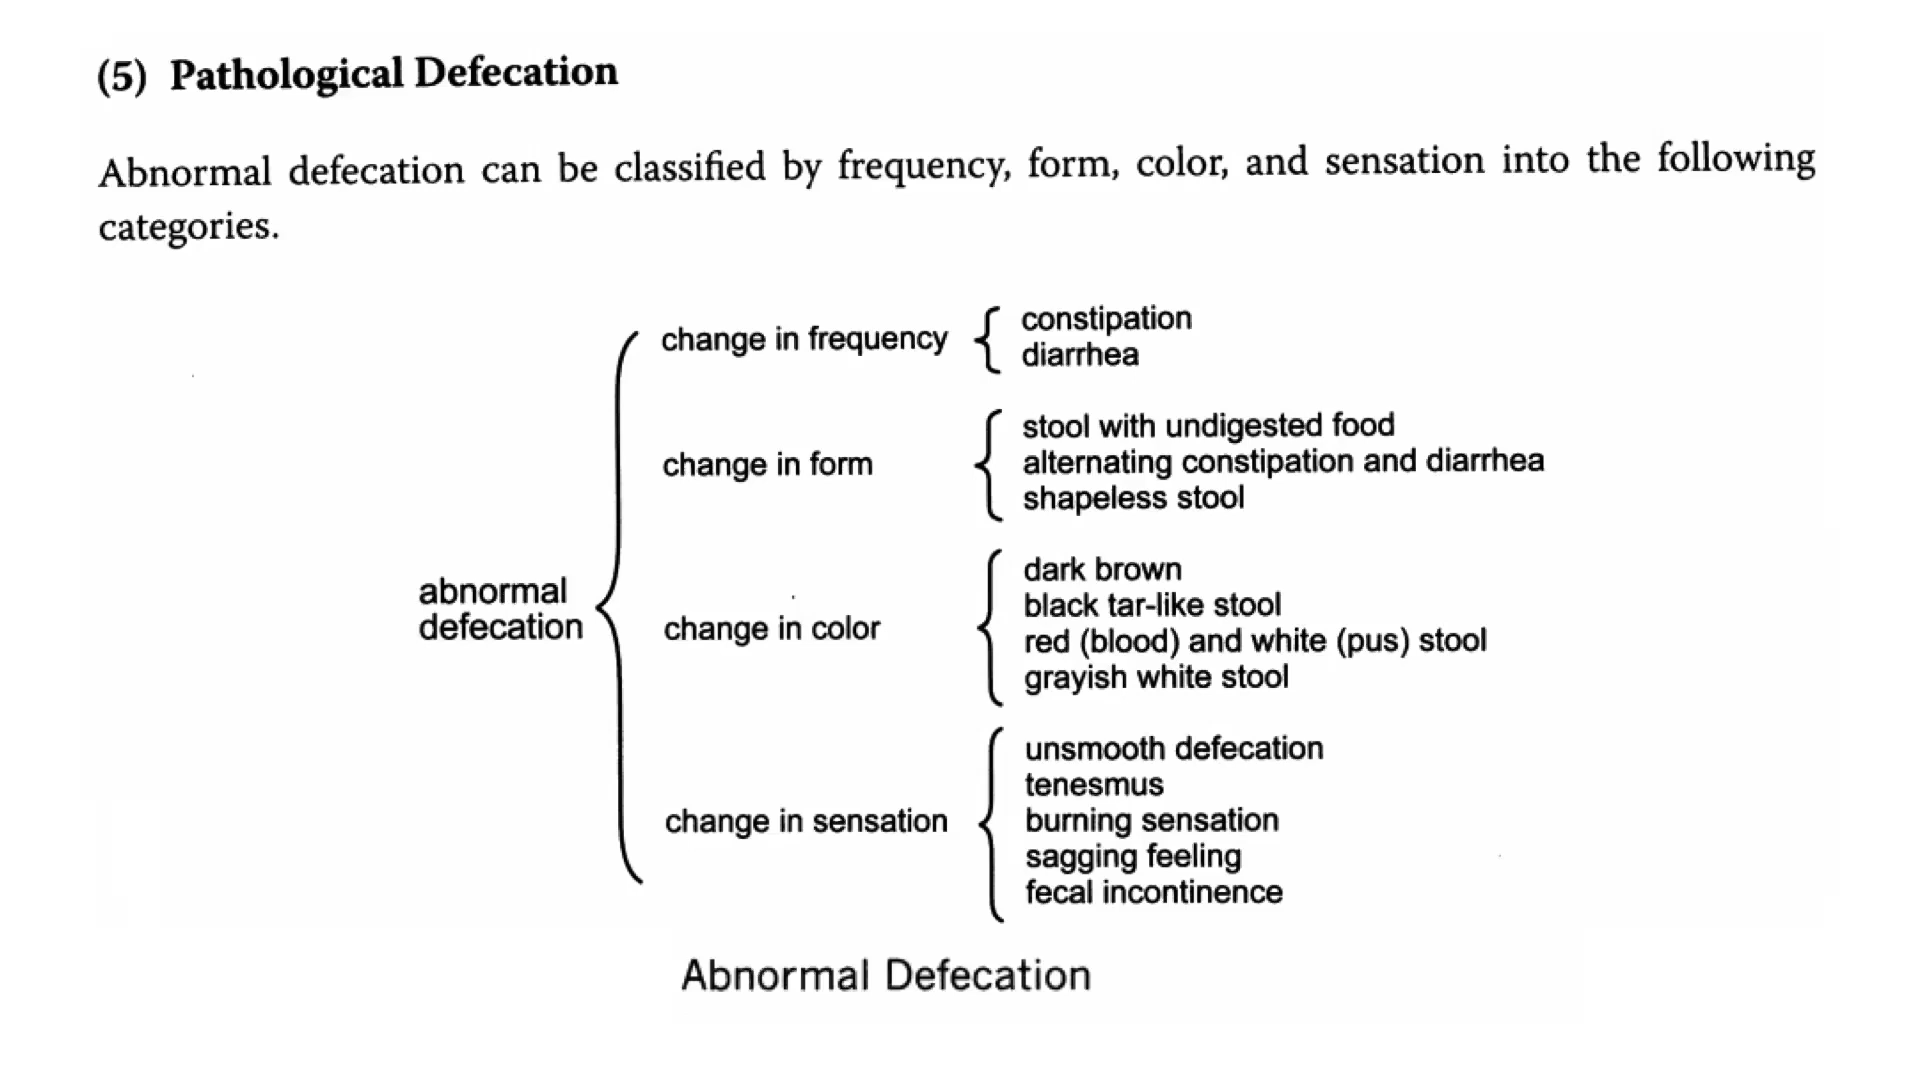 (5) Pathological Defecation
Abnormal defecation can be classified by frequency, form, color, and sensation into the following
categories.
abnormal
defecation
change in frequency
constipation
diarrhea
change in form
stool with undigested food
alternating constipation and diarrhea
shapeless stool
change in color
dark brown
black tar-like stool
red (blood) and white (pus) stool
grayish white stool
change in sensation
unsmooth defecation
tenesmus
burning sensation
sagging feeling
fecal incontinence
Abnormal Defecation